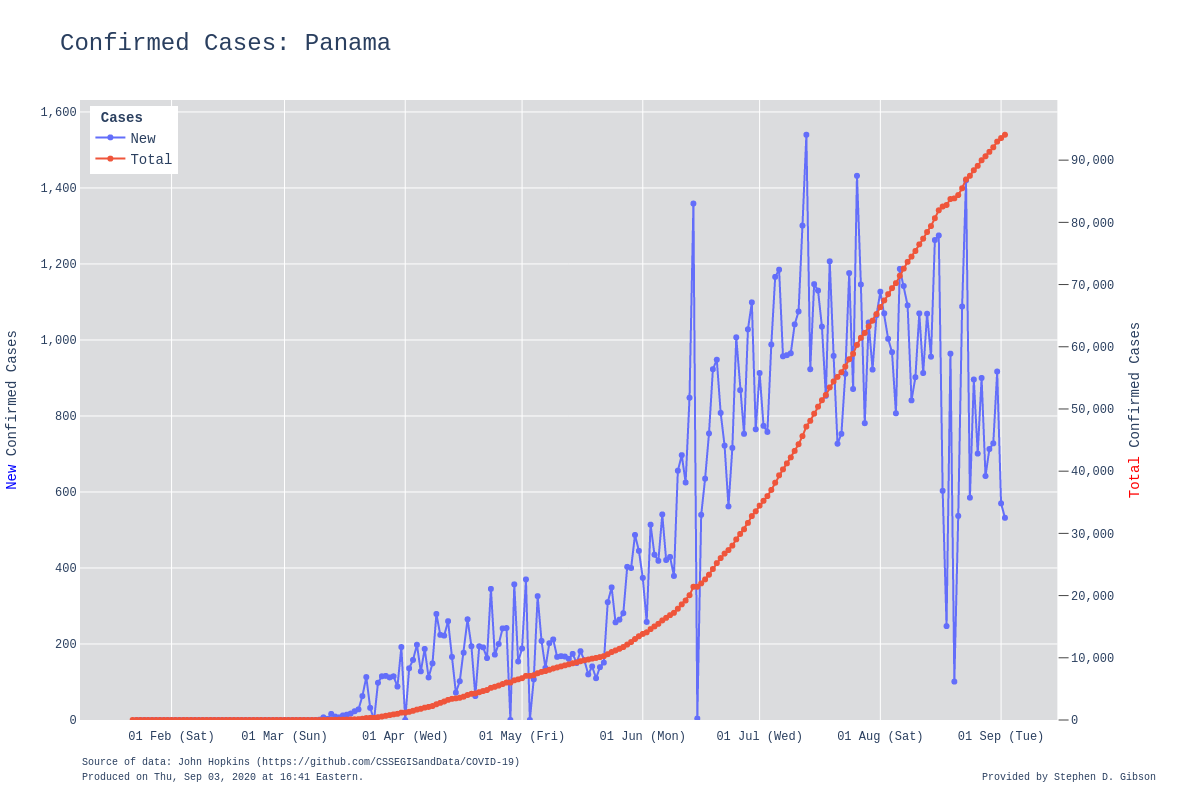 Confirmed Cases: Panama
Cases
New
Total
1,600
1,400
1,200
1,000
800
600
400
200
0
90,000
80,000
70,000
60,000
50,000
40,000
30,000
20,000
10,000
0
New Confirmed Cases
Total Confirmed Cases
01 Feb (Sat) 01 Mar (Sun) 01 Apr (Wed) 01 May (Fri) 01 Jun (Mon) 01 Jul (Wed) 01 Aug (Sat) 01 Sep (Tue)
Source of data: John Hopkins (https://github.com/CSSEGISandData/COVID-19)
Produced on Thu, Sep 03, 2020 at 16:41 Eastern.
Provided by Stephen D. Gibson